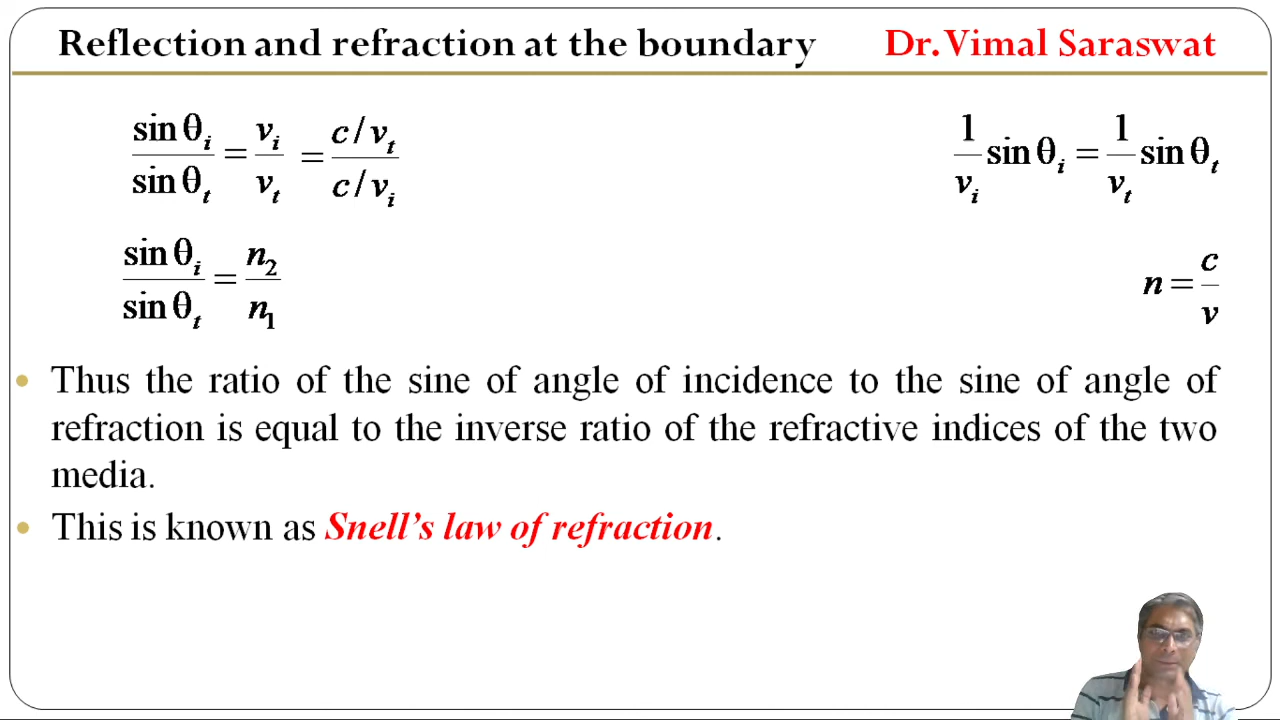 Reflection and refraction at the boundary Dr. Vimal Saraswat
sin θi / sin θt = vi / vt = c / vt / c / vi
1 / vi sin θi = 1 / vt sin θt
sin θi / sin θt = n2 / n1
n = c / v
• Thus the ratio of the sine of angle of incidence to the sine of angle of
refraction is equal to the inverse ratio of the refractive indices of the two
media.
• This is known as Snell’s law of refraction.